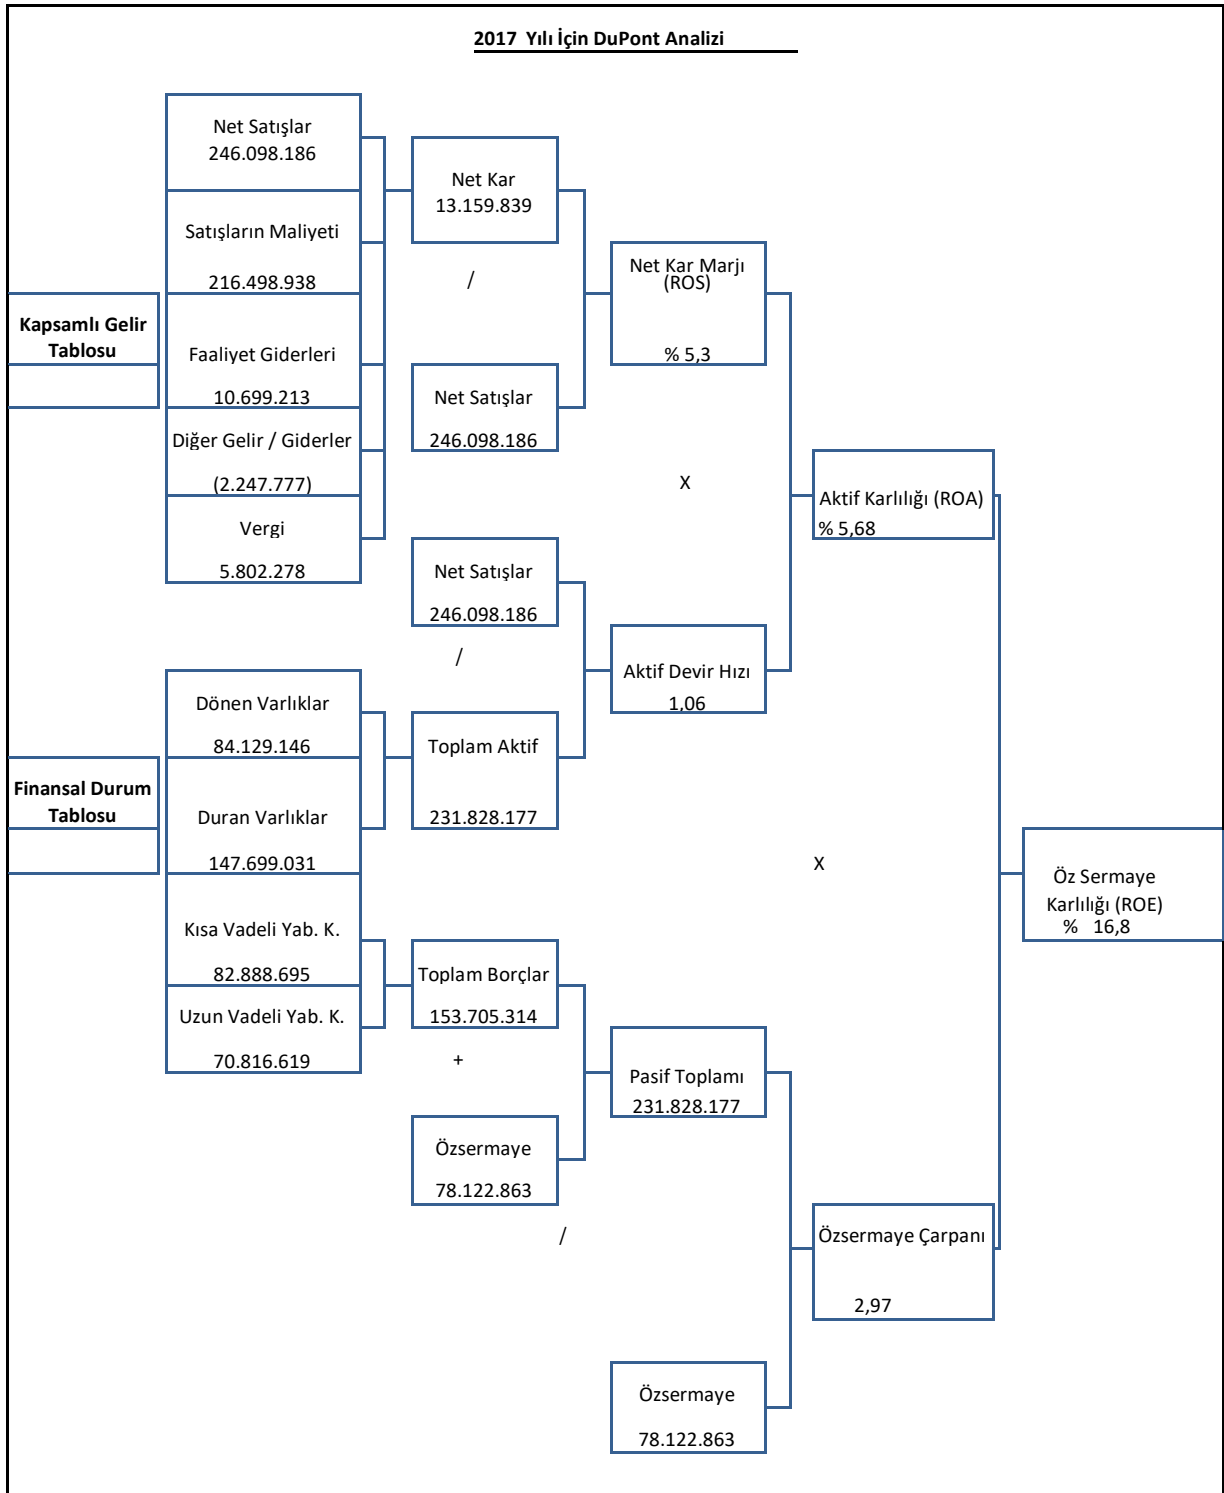 2017 Yılı İçin DuPont Analizi
Net Satışlar
246.098.186
Satışların Maliyeti
216.498.938
Kapsamlı Gelir
Tablosu
Faaliyet Giderleri
10.699.213
Diğer Gelir / Giderler
(2.247.777)
Vergi
5.802.278
Net Kar
13.159.839
/
Net Satışlar
246.098.186
Net Kar Marjı
(ROS)
% 5,3
X
Net Satışlar
246.098.186
/
Aktif Devir Hızı
1,06
Aktif Karlılığı (ROA)
% 5,68
Dönen Varlıklar
84.129.146
Toplam Aktif
231.828.177
Finansal Durum
Tablosu
Duran Varlıklar
147.699.031
X
Öz Sermaye
Karlılığı (ROE)
% 16,8
Kısa Vadeli Yab. K.
82.888.695
Uzun Vadeli Yab. K.
70.816.619
Toplam Borçlar
153.705.314
+
Özsermaye
78.122.863
Pasif Toplamı
231.828.177
/
Özsermaye Çarpanı
2,97
Özsermaye
78.122.863